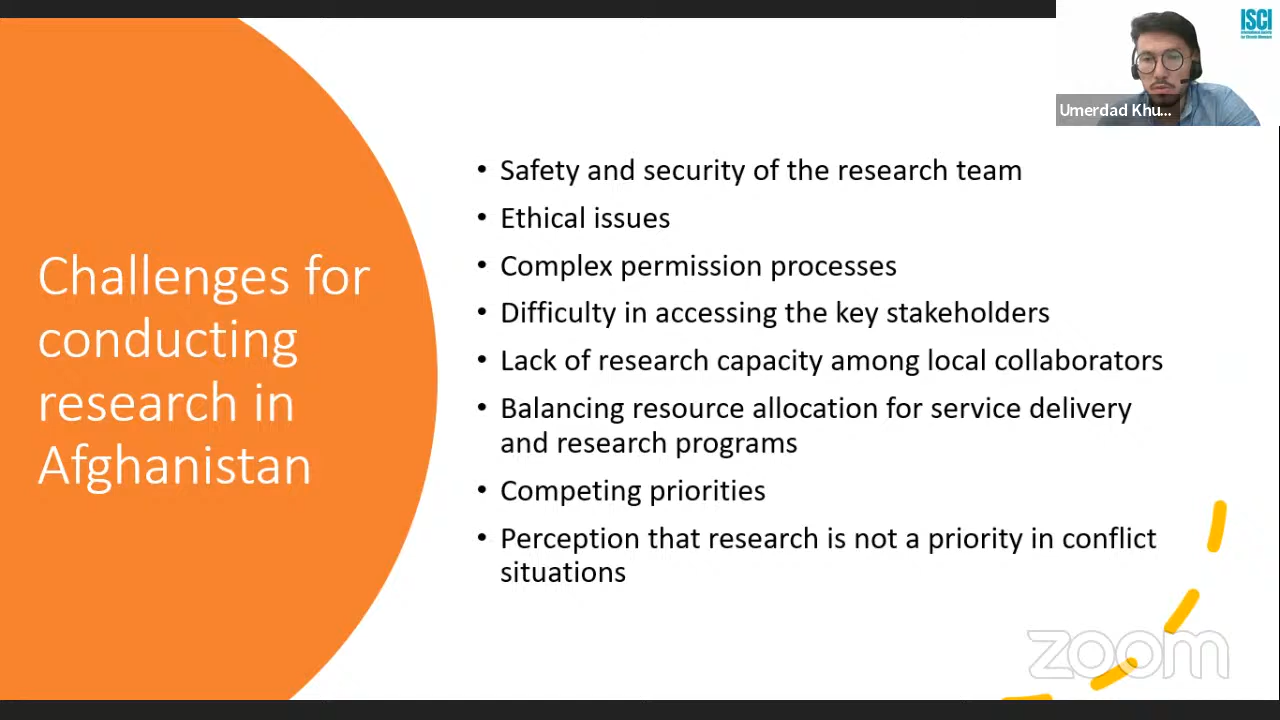 ISCI
Umerdad Khu...
Challenges for
conducting
research in
Afghanistan
• Safety and security of the research team
• Ethical issues
• Complex permission processes
• Difficulty in accessing the key stakeholders
• Lack of research capacity among local collaborators
• Balancing resource allocation for service delivery
and research programs
• Competing priorities
• Perception that research is not a priority in conflict
situations
zoom